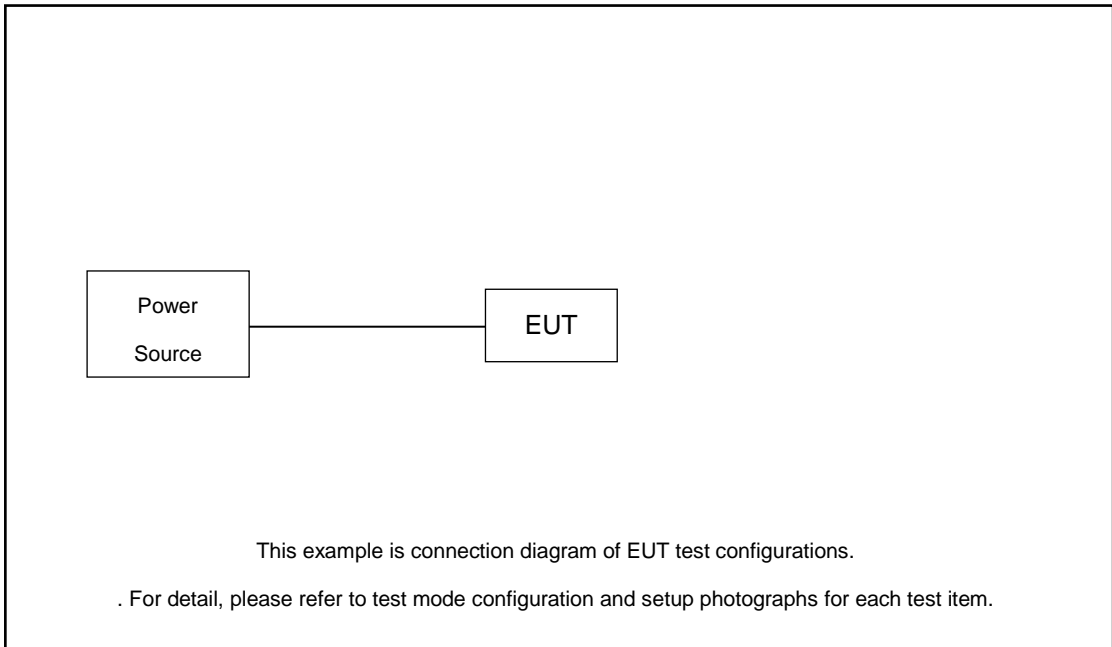 Power
Source
EUT
This example is connection diagram of EUT test configurations.
. For detail, please refer to test mode configuration and setup photographs for each test item.